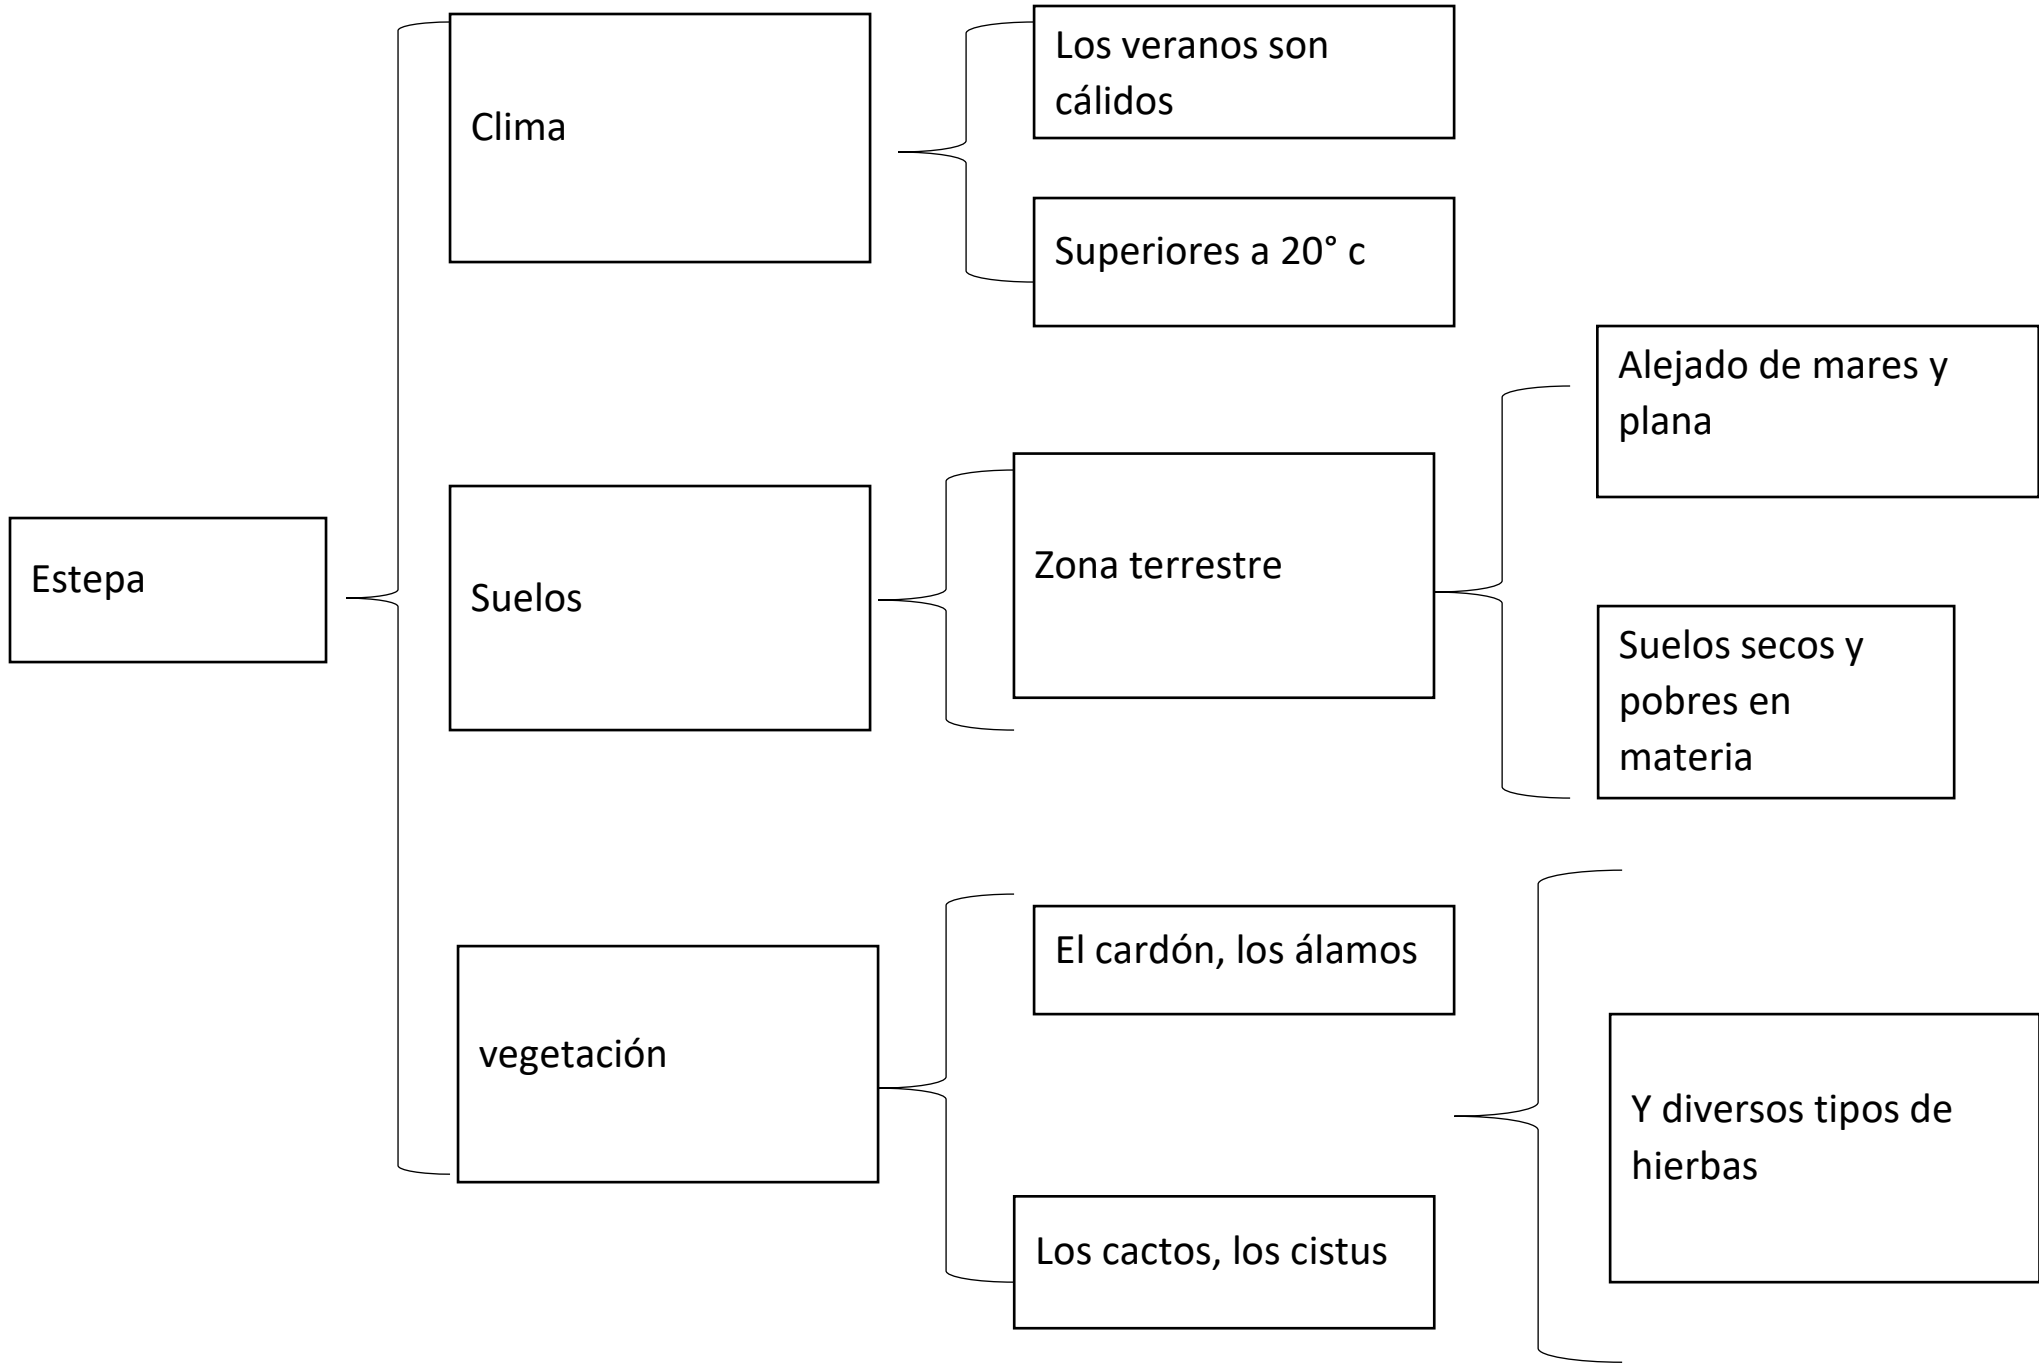 Estepa
Clima
Los veranos son
cálidos
Superiores a 20° c
Suelos
Zona terrestre
Alejado de mares y
plana
Suelos secos y
pobres en
materia
vegetación
El cardón, los álamos
Los cactos, los cistus
Y diversos tipos de
hierbas